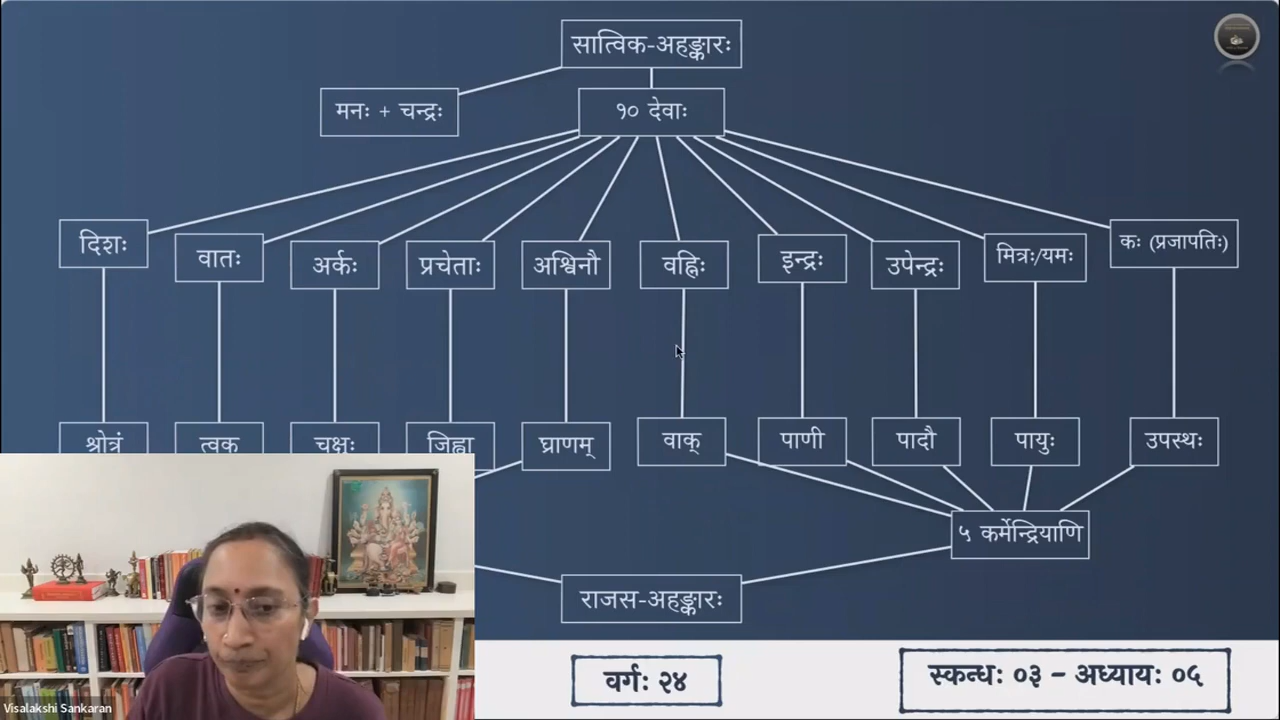 सात्विक-अहङ्कारः
मनः + चन्द्रः
१० देवाः
दिशः
वातः
अर्कः
प्रचेताः
अश्विनौ
वह्निः
इन्द्रः
उपेन्द्रः
मित्रः/यमः
कः (प्रजापतिः)
श्रोत्रं
त्वक्
चक्षुः
जिह्वा
घ्राणम्
वाक्
पाणी
पादौ
पायुः
उपस्थः
५ कर्मेन्द्रियाणि
राजस-अहङ्कारः
वर्गः २४
स्कन्धः ०३ - अध्यायः ०५
Visalakshi Sankaran